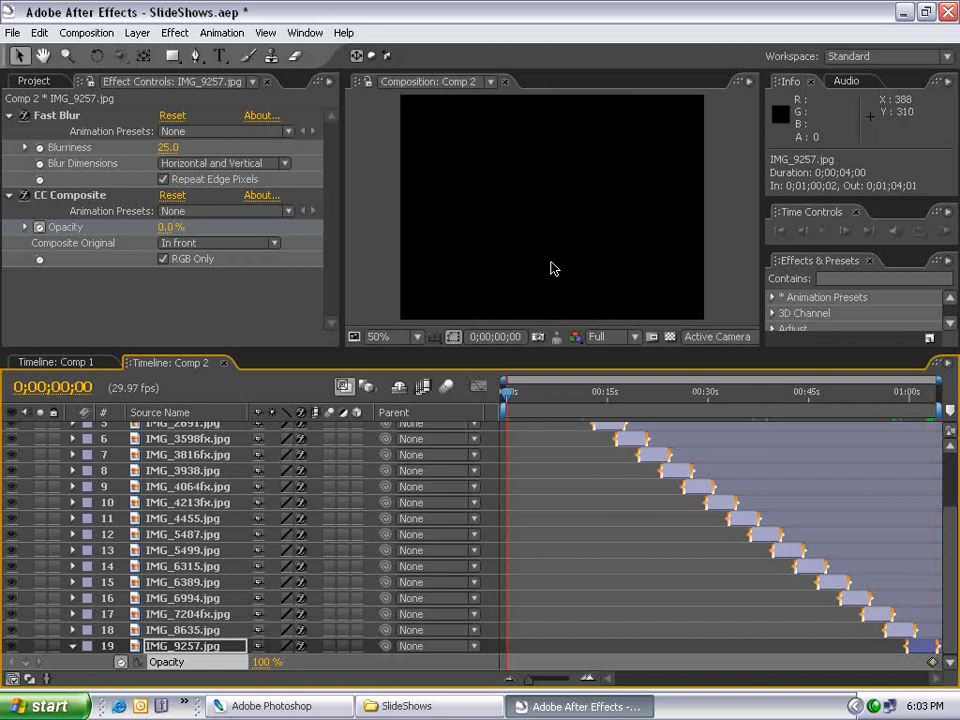 Adobe After Effects - SlideShows.aep *
File Edit Composition Layer Effect Animation View Window Help
Workspace: Standard
Project Effect Controls: IMG_9257.jpg
Composition: Comp 2
Info Audio
Comp 2 * IMG_9257.jpg
Fast Blur Reset About...
Animation Presets: None
Blurriness 25.0
Blur Dimensions Horizontal and Vertical
Repeat Edge Pixels
CC Composite Reset About...
Animation Presets: None
Opacity 0.0 %
Composite Original In front
RGB Only
R :
G :
B :
A : 0
X : 388
Y : 310
IMG_9257.jpg
Duration: 0;00;04;00
In: 0;01;00;02, Out: 0;01;04;01
Time Controls
Effects & Presets
Contains:
* Animation Presets
3D Channel
Adjust
50% 0;00;00;00 Full Active Camera
Timeline: Comp 1 Timeline: Comp 2
0;00;00;00 (29.97 fps)
00:15s 00:30s 00:45s 01:00s
# Source Name Parent
5 IMG_2691.jpg
6 IMG_3598fx.jpg None
7 IMG_3816fx.jpg None
8 IMG_3938.jpg None
9 IMG_4064fx.jpg None
10 IMG_4213fx.jpg None
11 IMG_4455.jpg None
12 IMG_5487.jpg None
13 IMG_5499.jpg None
14 IMG_6315.jpg None
15 IMG_6389.jpg None
16 IMG_6994.jpg None
17 IMG_7204fx.jpg None
18 IMG_8635.jpg None
19 IMG_9257.jpg None
Opacity 100 %
start Adobe Photoshop SlideShows Adobe After Effects -... 6:03 PM